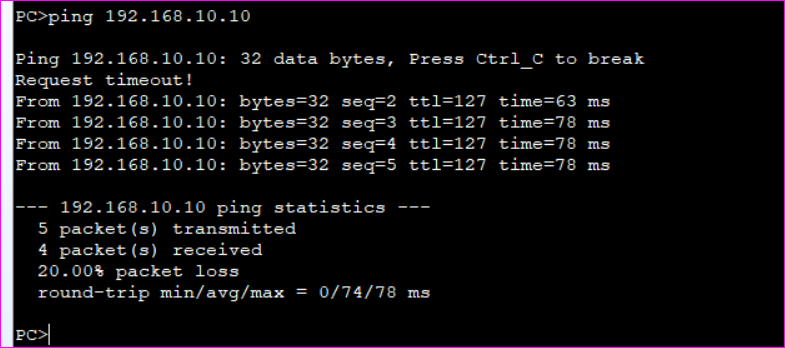 PC>ping 192.168.10.10
Ping 192.168.10.10: 32 data bytes, Press Ctrl_C to break
Request timeout!
From 192.168.10.10: bytes=32 seq=2 ttl=127 time=63 ms
From 192.168.10.10: bytes=32 seq=3 ttl=127 time=78 ms
From 192.168.10.10: bytes=32 seq=4 ttl=127 time=78 ms
From 192.168.10.10: bytes=32 seq=5 ttl=127 time=78 ms
--- 192.168.10.10 ping statistics ---
5 packet(s) transmitted
4 packet(s) received
20.00% packet loss
round-trip min/avg/max = 0/74/78 ms
PC>